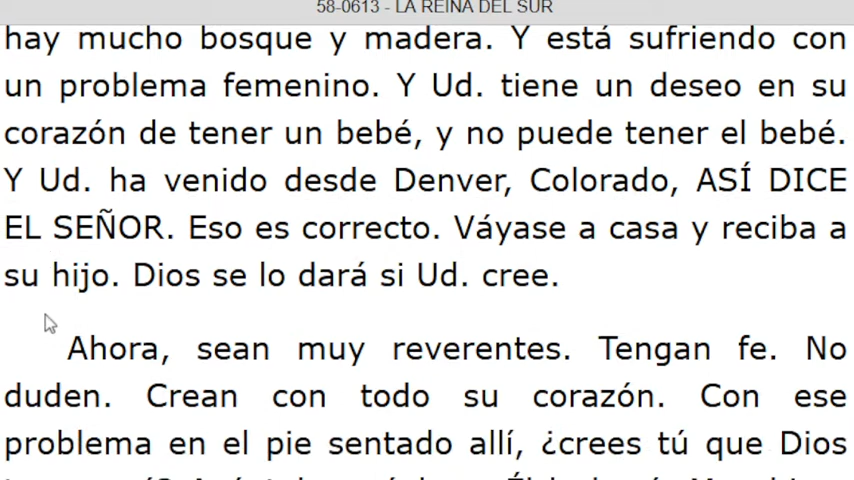 58-0613 - LA REINA DEL SUR
hay mucho bosque y madera. Y está sufriendo con
un problema femenino. Y Ud. tiene un deseo en su
corazón de tener un bebé, y no puede tener el bebé.
Y Ud. ha venido desde Denver, Colorado, ASÍ DICE
EL SEÑOR. Eso es correcto. Váyase a casa y reciba a
su hijo. Dios se lo dará si Ud. cree.
Ahora, sean muy reverentes. Tengan fe. No
duden. Crean con todo su corazón. Con ese
problema en el pie sentado allí, ¿crees tú que Dios